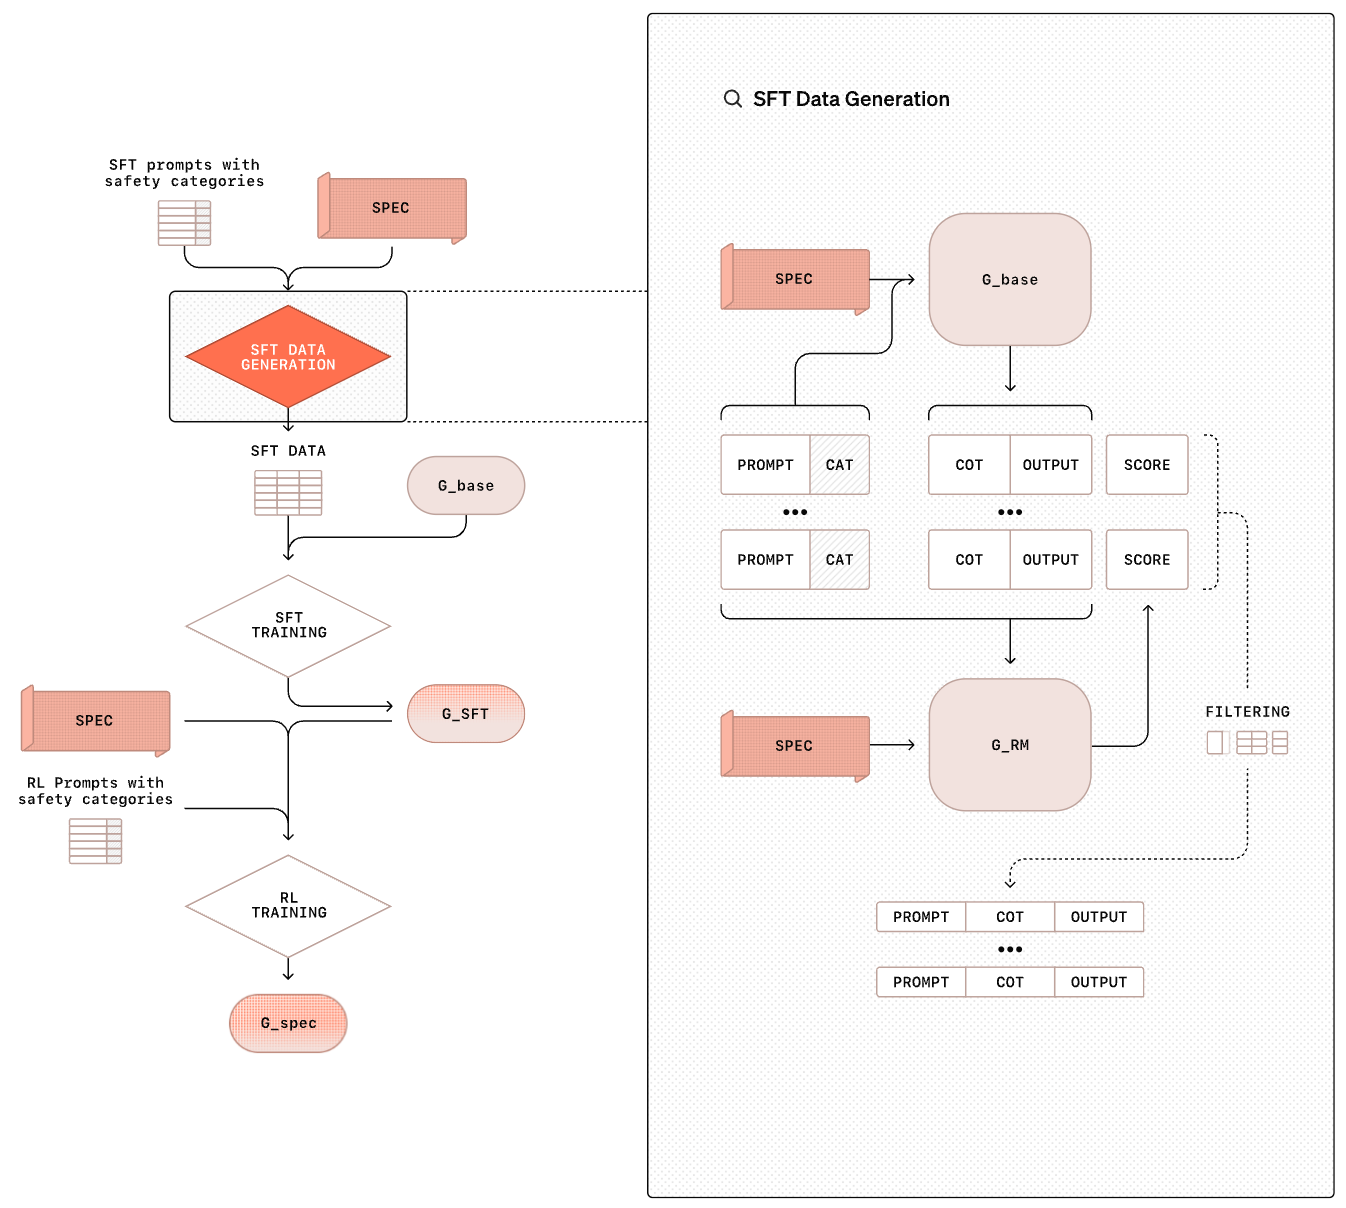 SFT prompts with
safety categories
SPEC
SFT DATA
GENERATION
SFT DATA
G_base
SFT
TRAINING
G_SFT
SPEC
RL Prompts with
safety categories
RL
TRAINING
G_spec
SFT Data Generation
SPEC
G_base
PROMPT CAT COT OUTPUT SCORE
PROMPT CAT COT OUTPUT SCORE
SPEC
G_RM
FILTERING
PROMPT COT OUTPUT
PROMPT COT OUTPUT